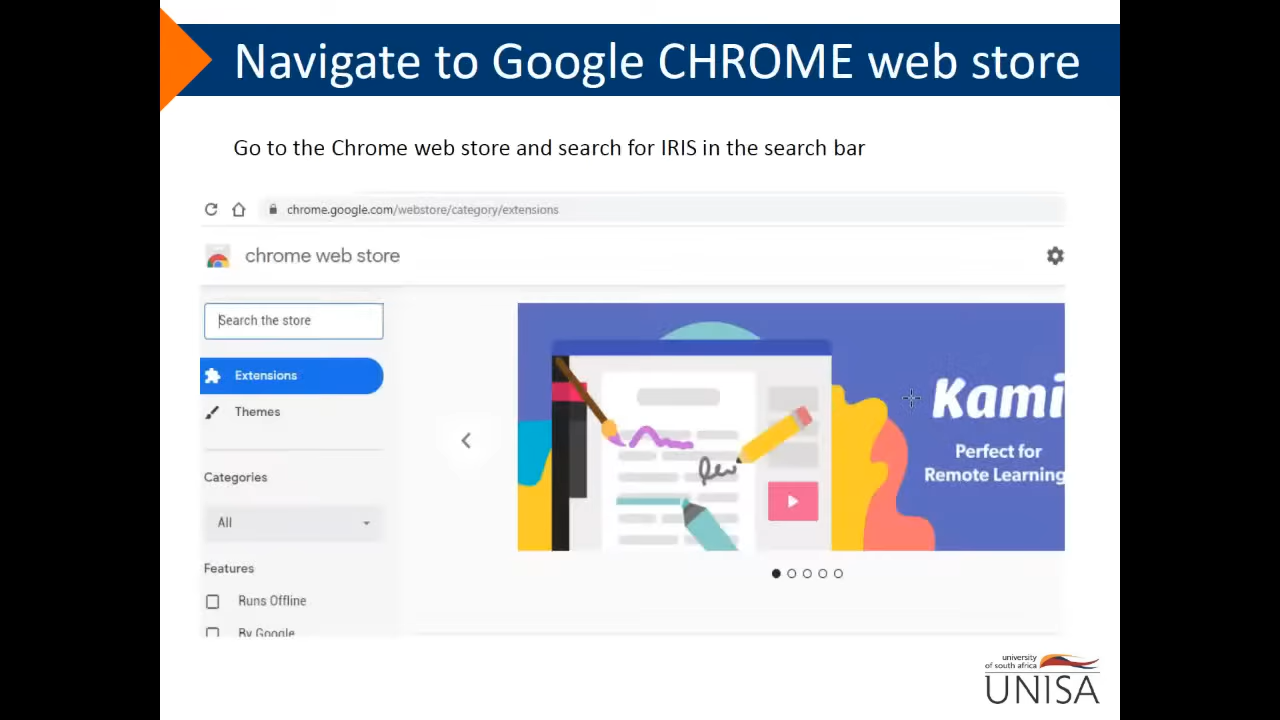 Navigate to Google CHROME web store
Go to the Chrome web store and search for IRIS in the search bar
chrome.google.com/webstore/category/extensions
chrome web store
Search the store
Extensions
Themes
Categories
All
Features
Runs Offline
By Google
Kami
Perfect for
Remote Learning
university
of south africa
UNISA